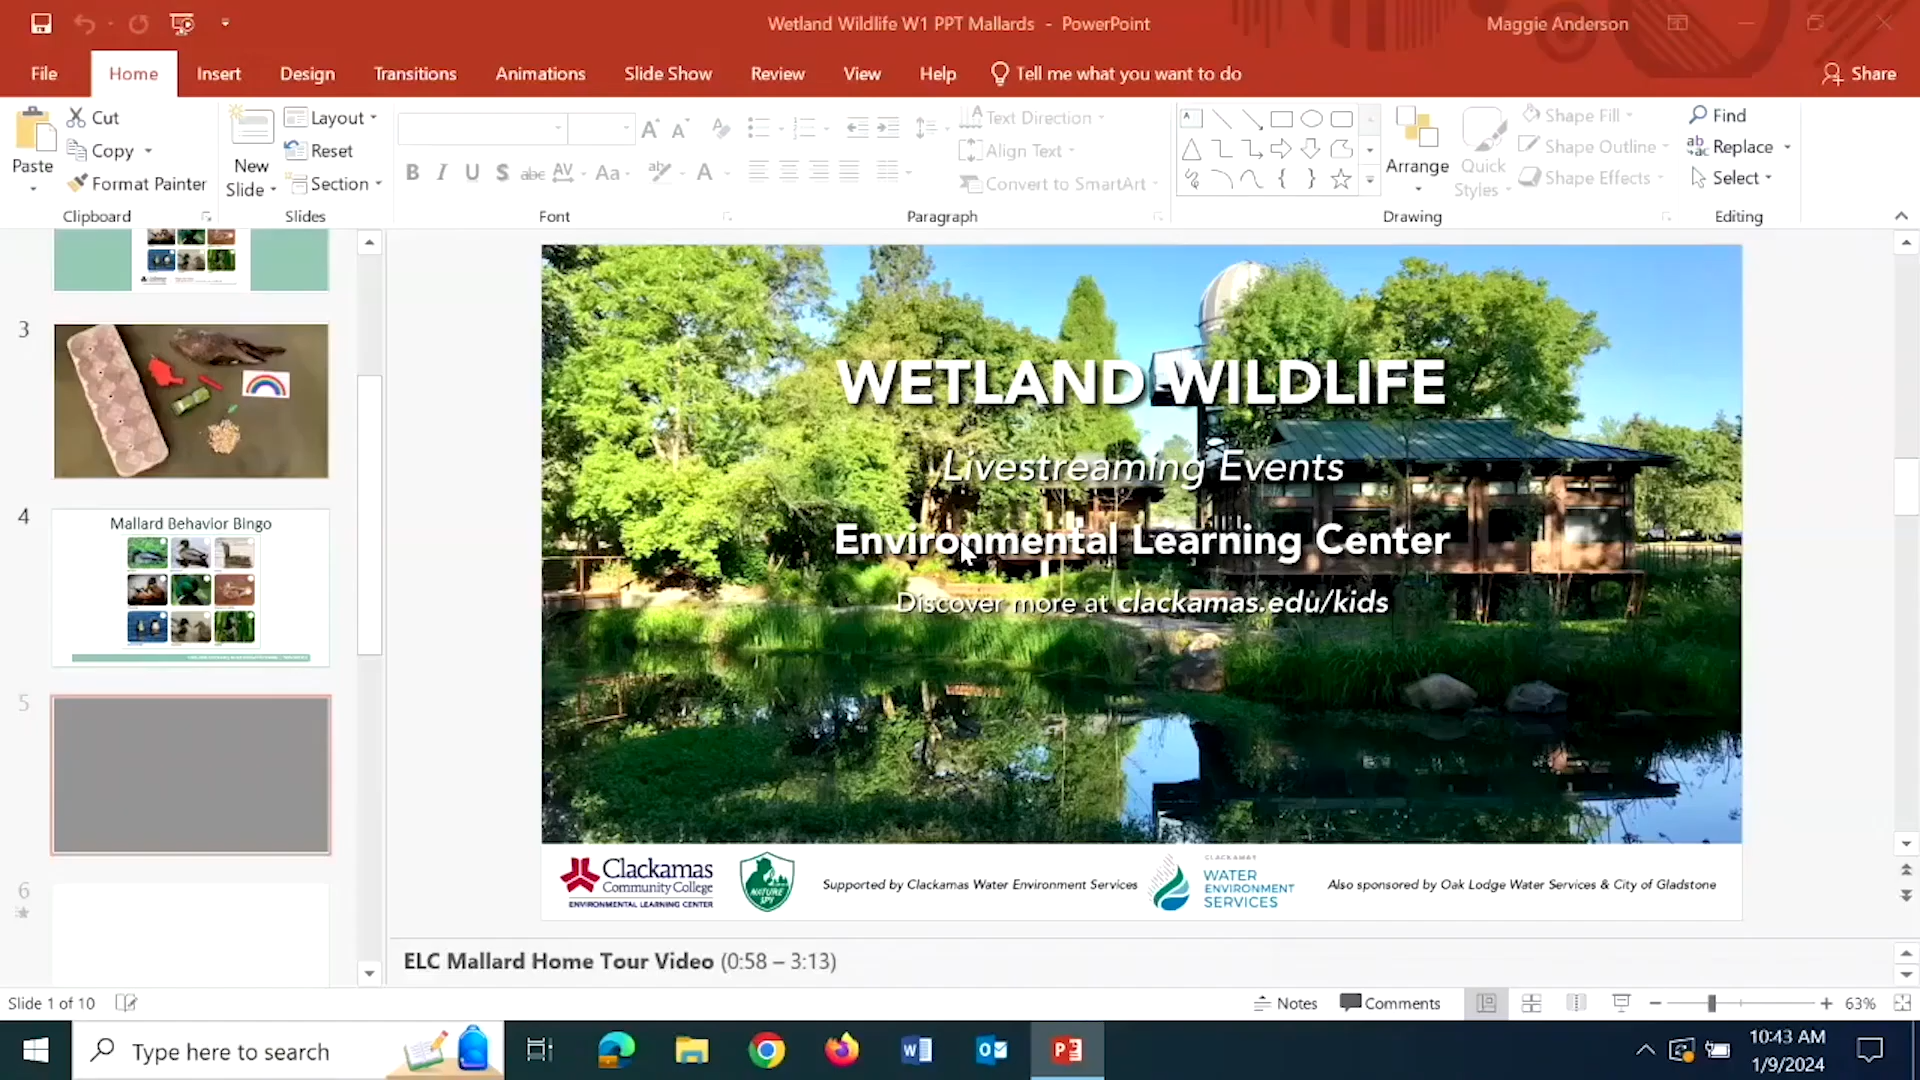 Wetland Wildlife W1 PPT Mallards - PowerPoint
Maggie Anderson
File
Home
Insert
Design
Transitions
Animations
Slide Show
Review
View
Help
Tell me what you want to do
Share
Paste
Cut
Copy
Format Painter
Clipboard
New Slide
Layout
Reset
Section
Slides
B I U S abc AV Aa A
Font
Text Direction
Align Text
Convert to SmartArt
Paragraph
Arrange
Quick Styles
Shape Fill
Shape Outline
Shape Effects
Drawing
Find
Replace
Select
Editing
3
4
Mallard Behavior Bingo
5
6
WETLAND WILDLIFE
Livestreaming Events
Environmental Learning Center
Discover more at clackamas.edu/kids
Clackamas
Community College
ENVIRONMENTAL LEARNING CENTER
NATURE
SPY
Supported by Clackamas Water Environment Services
CLACKAMAS
WATER
ENVIRONMENT
SERVICES
Also sponsored by Oak Lodge Water Services & City of Gladstone
ELC Mallard Home Tour Video (0:58 – 3:13)
Slide 1 of 10
Notes
Comments
63%
Type here to search
10:43 AM
1/9/2024